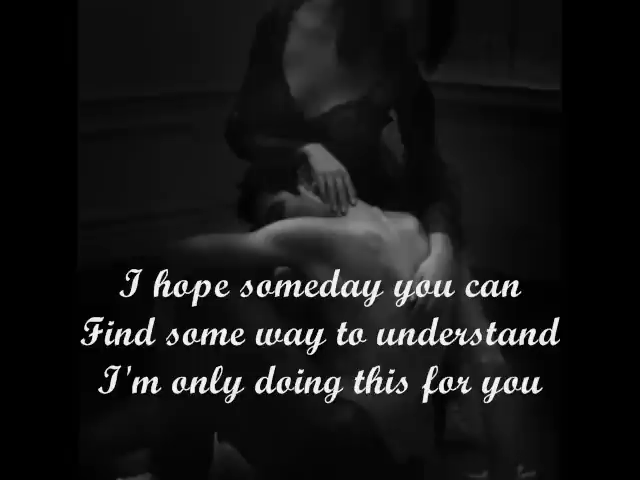 I hope someday you can
Find some way to understand
I'm only doing this for you